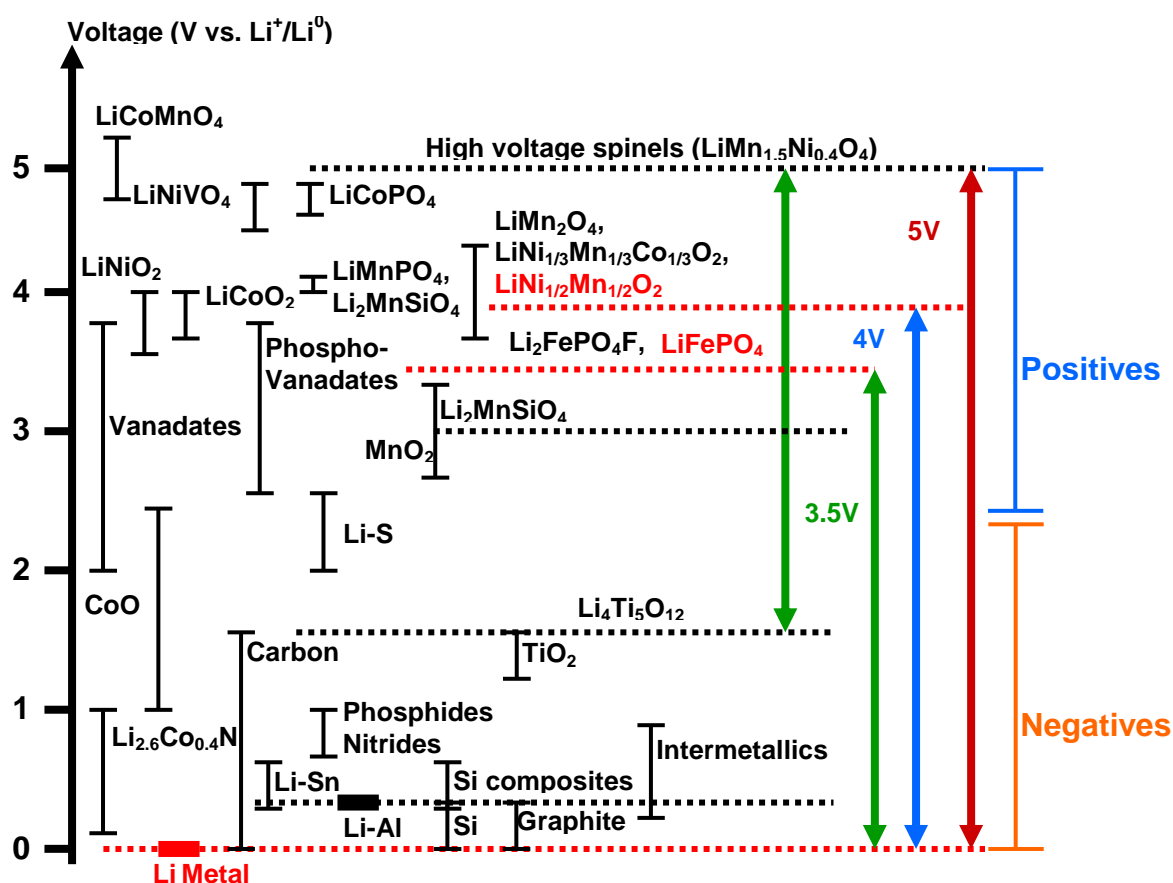 Voltage (V vs. Li⁺/Li⁰)
LiCoMnO₄
5
High voltage spinels (LiMn₁.₅Ni₀.₄O₄)
LiNiVO₄
LiCoPO₄
LiMn₂O₄,
5V
LiNi₁/₃Mn₁/₃Co₁/₃O₂,
LiNiO₂
LiMnPO₄,
LiNi₁/₂Mn₁/₂O₂
4
LiCoO₂
Li₂MnSiO₄
Li₂FePO₄F, LiFePO₄
4V
Phospho-
Vanadates
Positives
Li₂MnSiO₄
Vanadates
3
MnO₂
3.5V
Li-S
2
CoO
Li₄Ti₅O₁₂
Carbon
TiO₂
1
Phosphides
Nitrides
Negatives
Li₂.₆Co₀.₄N
Intermetallics
Li-Sn
Si composites
Li-Al
Si
Graphite
0
Li Metal